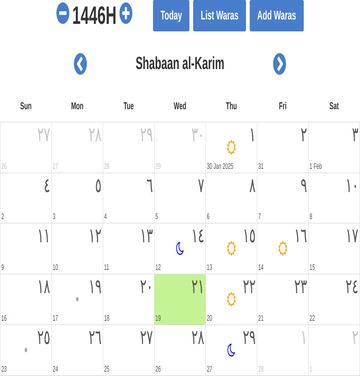 1446H
Today List Waras Add Waras
Shabaan al-Karim
Sun Mon Tue Wed Thu Fri Sat
٢٧ ٢٨ ٢٩ ٣٠ ١ ٢ ٣
26 27 28 29 30 Jan 2025 31 1 Feb
٤ ٥ ٦ ٧ ٨ ٩ ١٠
2 3 4 5 6 7 8
١١ ١٢ ١٣ ١٤ ١٥ ١٦ ١٧
9 10 11 12 13 14 15
١٨ ١٩ ٢٠ ٢١ ٢٢ ٢٣ ٢٤
16 17 18 19 20 21 22
٢٥ ٢٦ ٢٧ ٢٨ ٢٩ ١ ٢
23 24 25 26 27 28 1